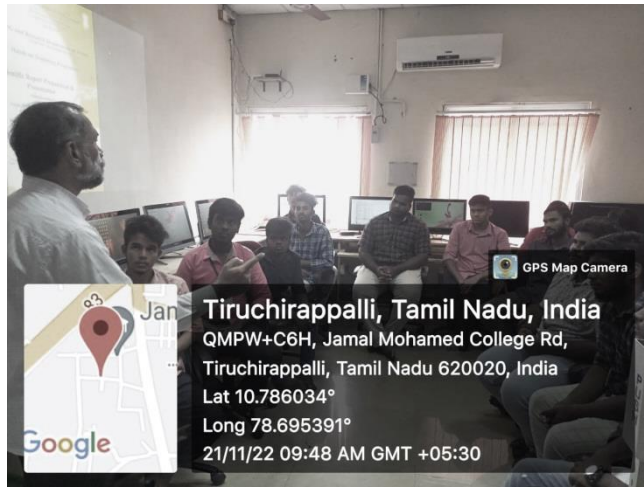 GPS Map Camera
Jan
Google
Tiruchirappalli, Tamil Nadu, India
QMPW+C6H, Jamal Mohamed College Rd,
Tiruchirappalli, Tamil Nadu 620020, India
Lat 10.786034°
Long 78.695391°
21/11/22 09:48 AM GMT +05:30